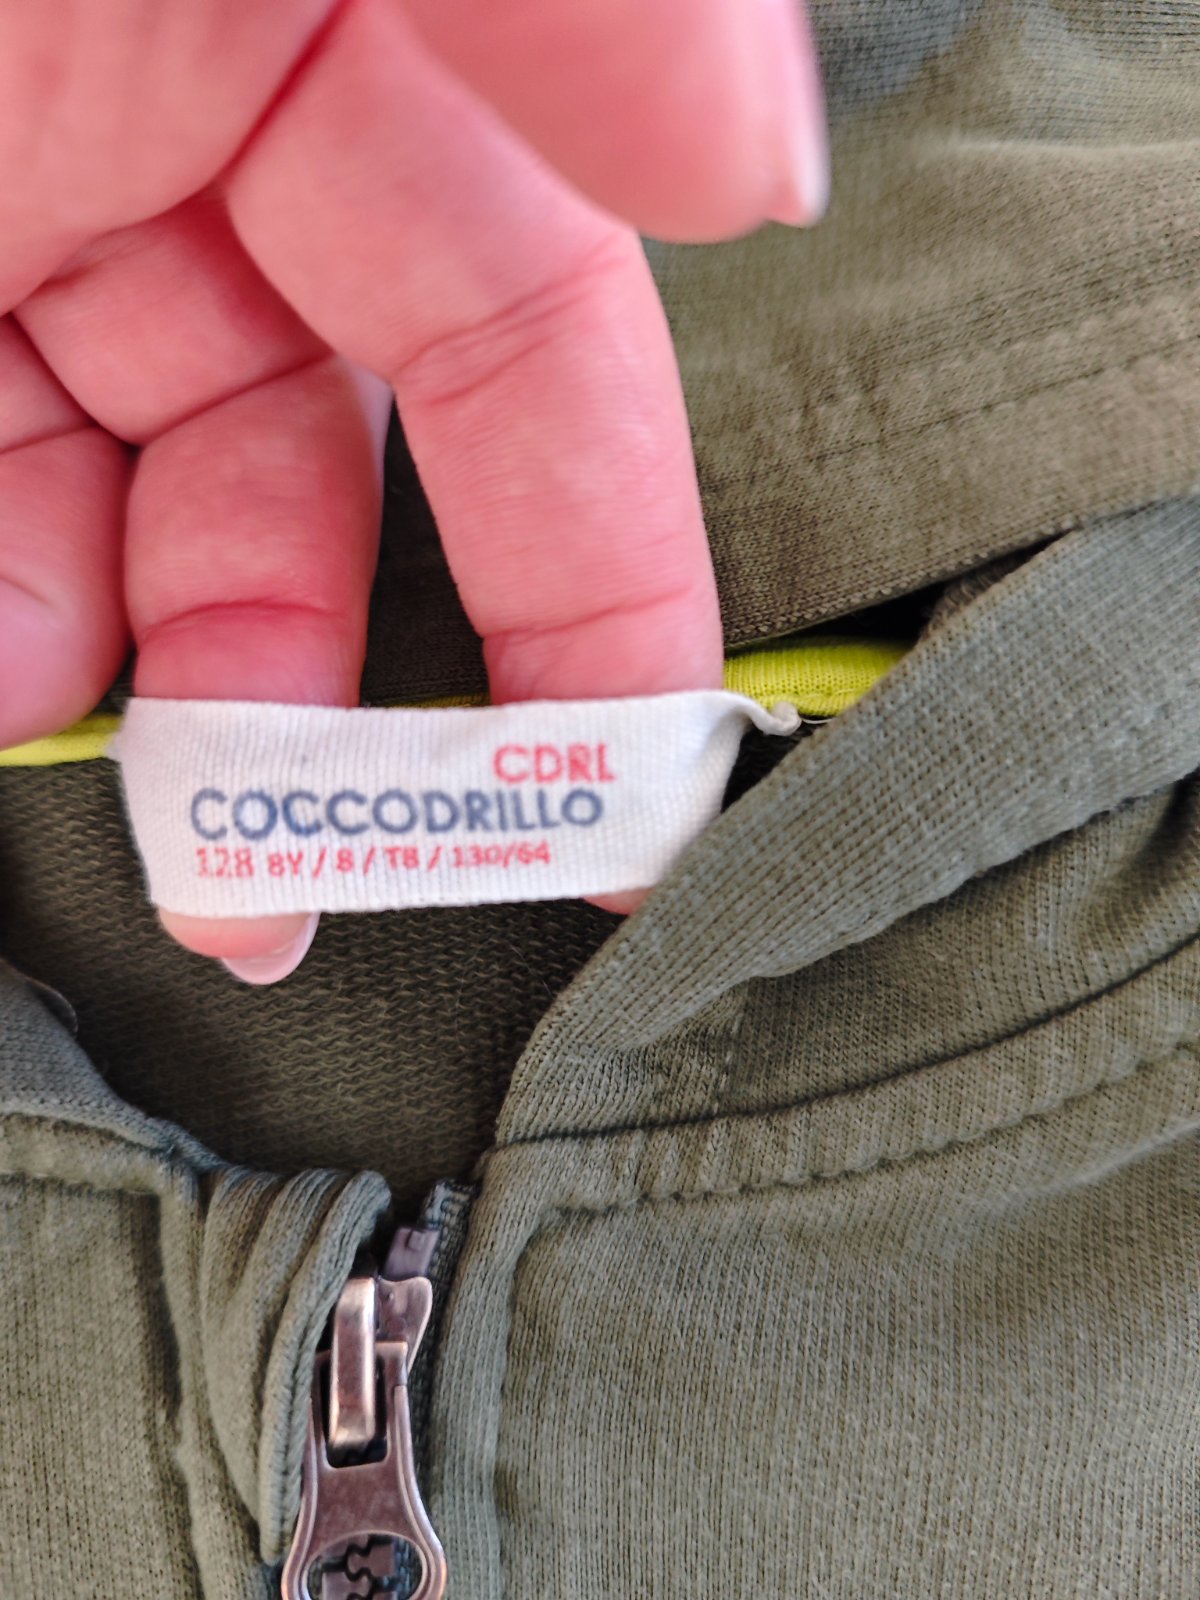 CDRL
COCCODRILLO
128 8Y / 8 / T8 / 130/64